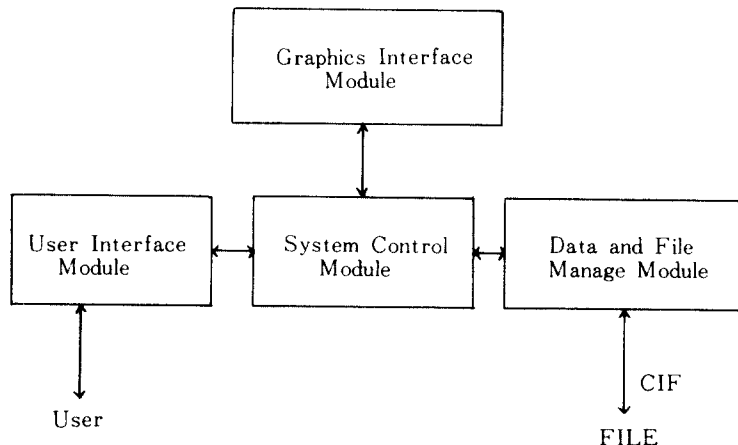 Graphics Interface
Module
User Interface
Module
System Control
Module
Data and File
Manage Module
CIF
User
FILE